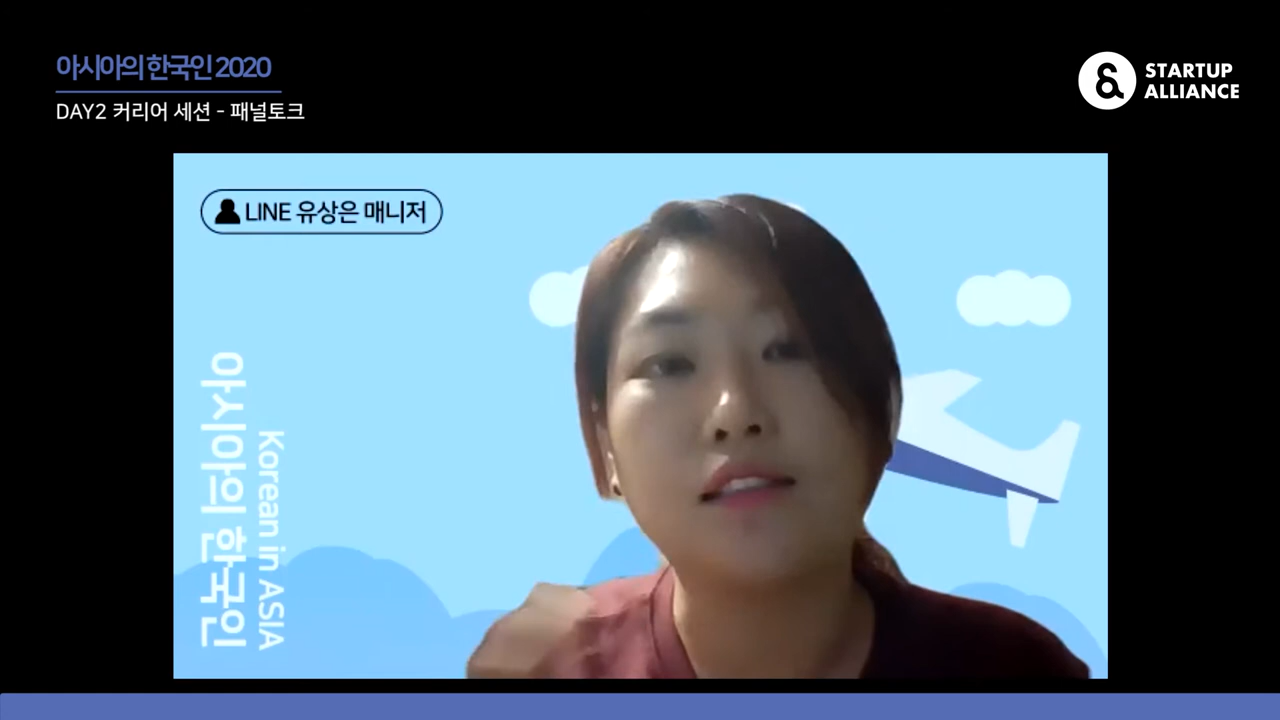 아시아의 한국인 2020
DAY2 커리어 세션 - 패널토크
STARTUP
ALLIANCE
LINE 유상은 매니저
아시아의 한국인
Korean in ASIA